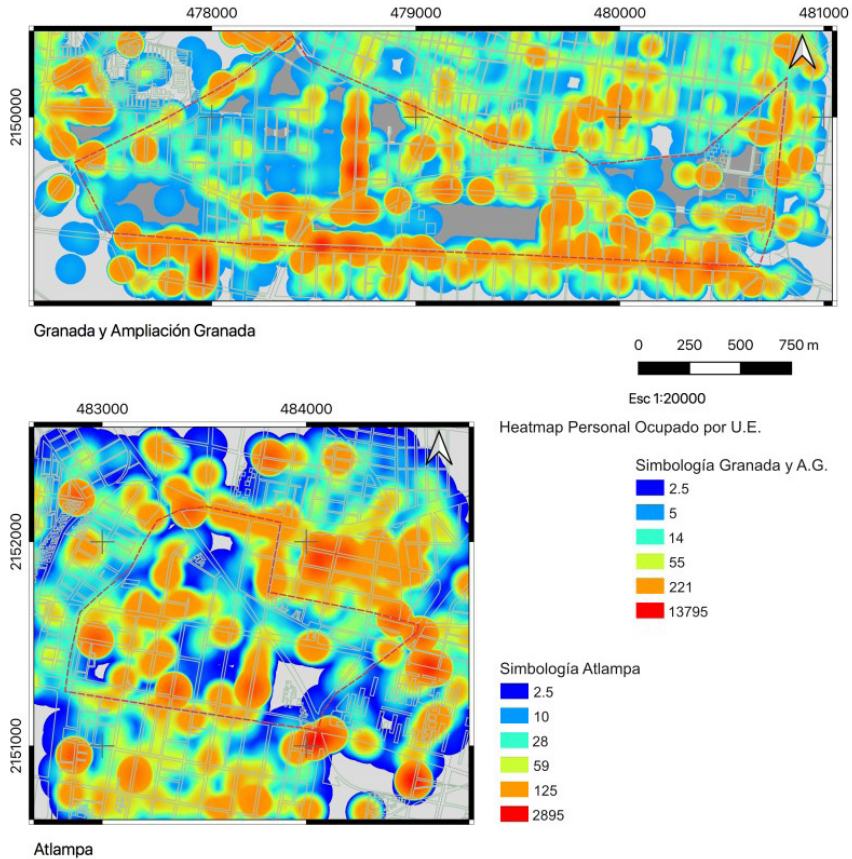 478000 479000 480000 481000
2150000
Granada y Ampliación Granada
0 250 500 750 m
Esc 1:20000
483000 484000
Heatmap Personal Ocupado por U.E.
Simbología Granada y A.G.
2.5
5
14
55
221
13795
2152000
2151000
Simbología Atlampa
2.5
10
28
59
125
2895
Atlampa